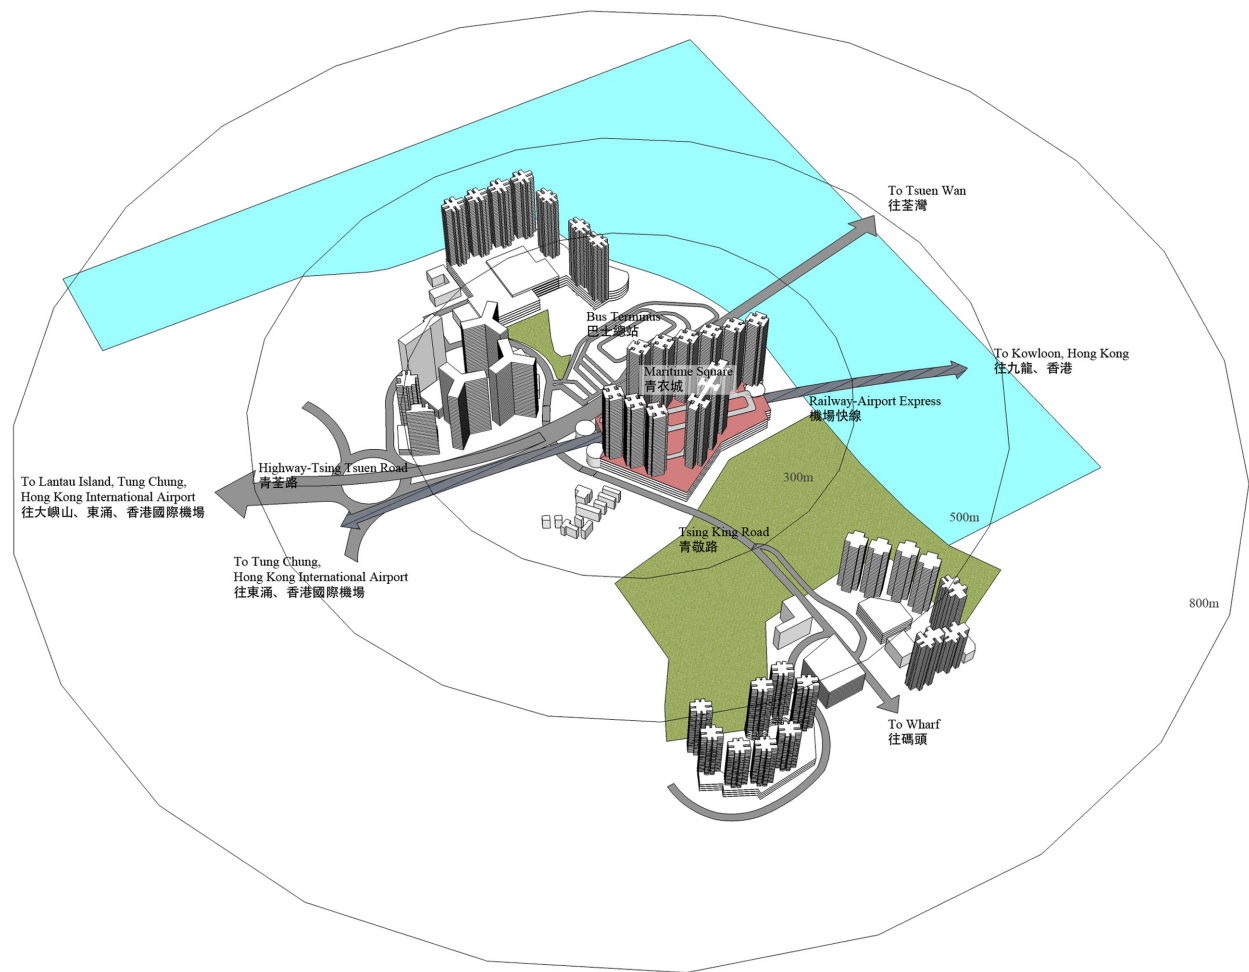 To Tsuen Wan
往荃灣
Bus Terminus
巴士總站
Maritime Square
青衣城
To Kowloon, Hong Kong
往九龍、香港
Railway-Airport Express
機場快線
Highway-Tsing Tsuen Road
青荃路
To Lantau Island, Tung Chung,
Hong Kong International Airport
往大嶼山、東涌、香港國際機場
300m
500m
Tsing King Road
青敬路
To Tung Chung,
Hong Kong International Airport
往東涌、香港國際機場
800m
To Wharf
往碼頭